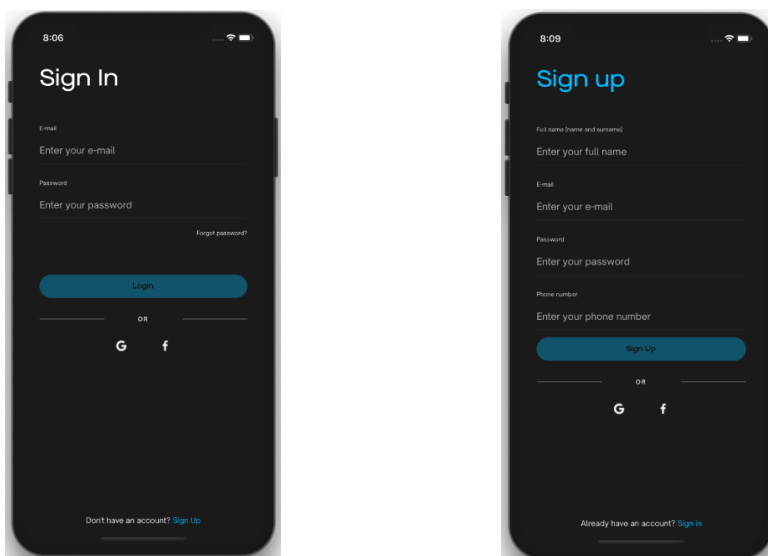 8:06
Sign In
E-mail
Enter your e-mail
Password
Enter your password
Forgot password?
Login
OR
G f
Don't have an account? Sign Up
8:09
Sign up
Full name (name and surname)
Enter your full name
E-mail
Enter your e-mail
Password
Enter your password
Phone number
Enter your phone number
Sign Up
OR
G f
Already have an account? Sign in